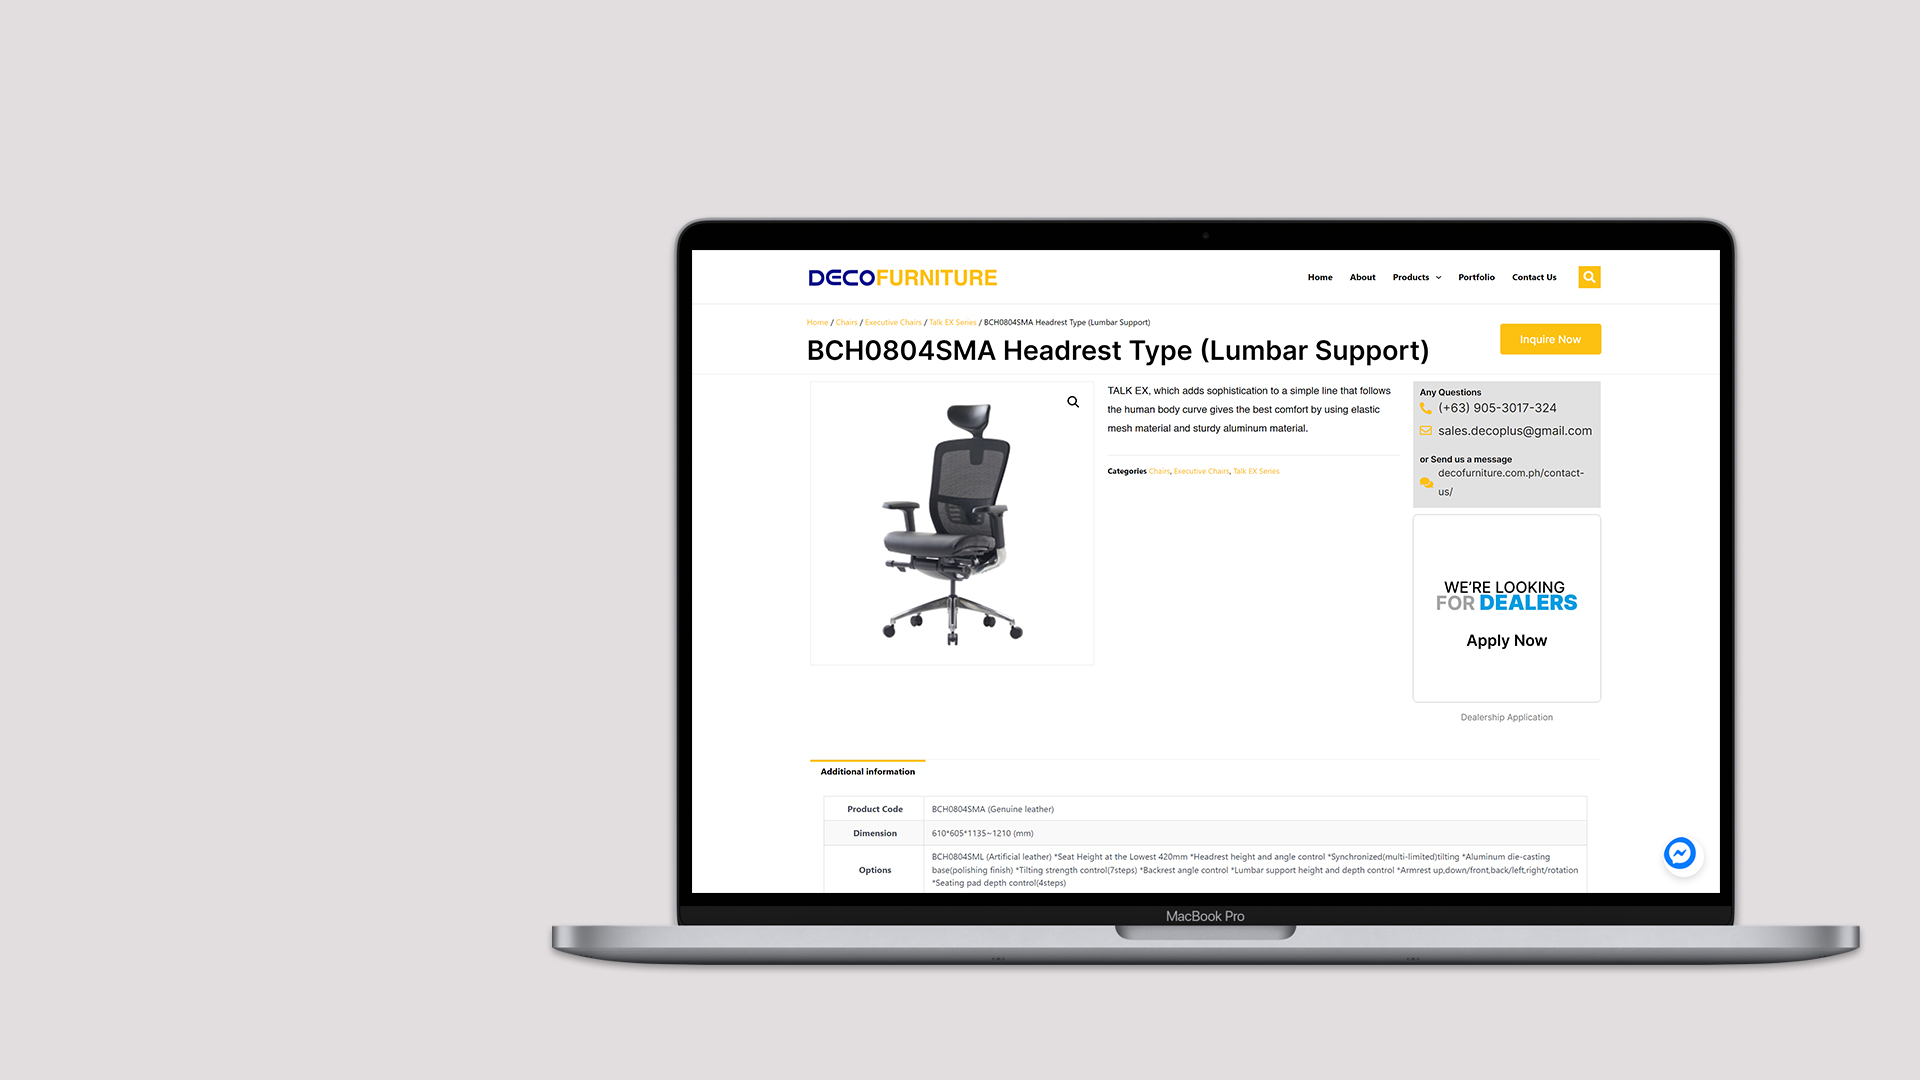 DECOFURNITURE
Home About Products Portfolio Contact Us
Home / Chairs / Executive Chairs / Talk EX Series / BCH0804SMA Headrest Type (Lumbar Support)
BCH0804SMA Headrest Type (Lumbar Support)
Inquire Now
TALK EX, which adds sophistication to a simple line that follows
the human body curve gives the best comfort by using elastic
mesh material and sturdy aluminum material.
Categories Chairs, Executive Chairs, Talk EX Series
Any Questions
(+63) 905-3017-324
sales.decoplus@gmail.com
or Send us a message
decofurniture.com.ph/contact-
us/
WE'RE LOOKING
FOR DEALERS
Apply Now
Dealership Application
Additional information
Product Code BCH0804SMA (Genuine leather)
Dimension 610*605*1135~1210 (mm)
Options BCH0804SML (Artificial leather) *Seat Height at the Lowest 420mm *Headrest height and angle control *Synchronized(multi-limited)tilting *Aluminum die-casting
base(polishing finish) *Tilting strength control(7steps) *Backrest angle control *Lumbar support height and depth control *Armrest up,down/front,back/left,right/rotation
*Seating pad depth control(4steps)
MacBook Pro